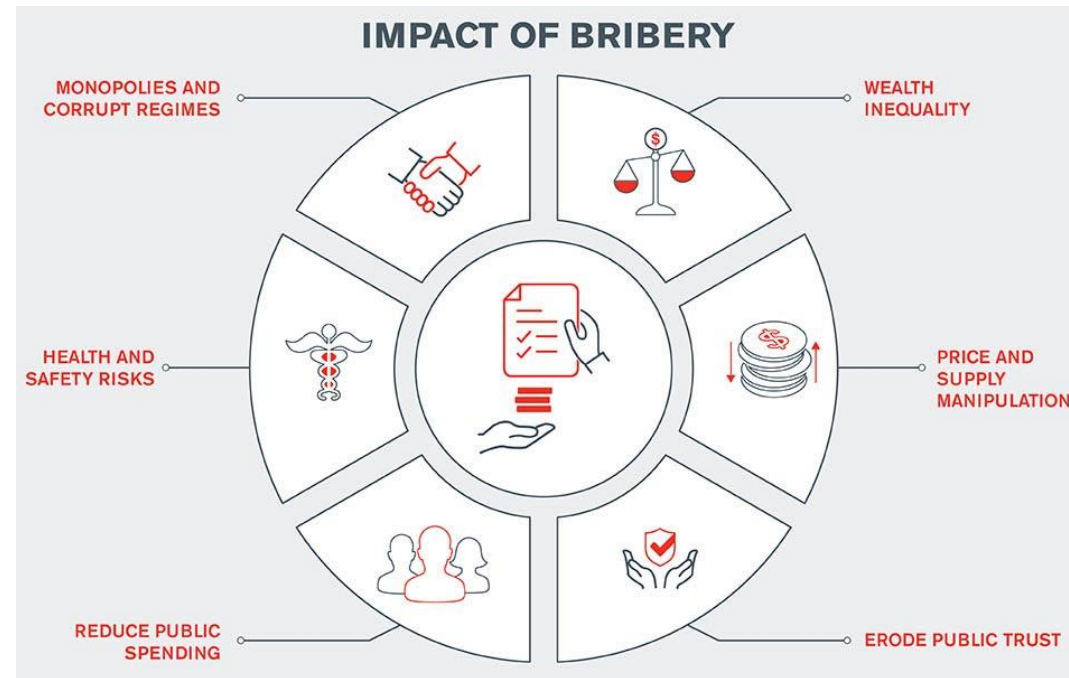 IMPACT OF BRIBERY
MONOPOLIES AND
CORRUPT REGIMES
WEALTH
INEQUALITY
$
HEALTH AND
SAFETY RISKS
$
PRICE AND
SUPPLY
MANIPULATION
REDUCE PUBLIC
SPENDING
ERODE PUBLIC TRUST